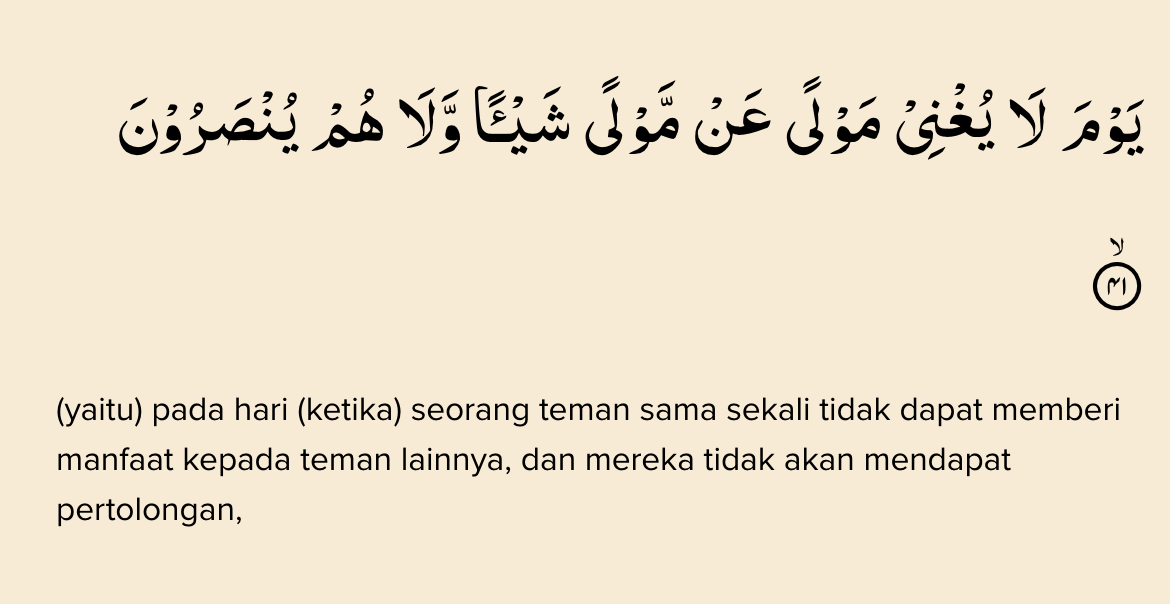 يَوْمَ لَا يُغْنِيْ مَوْلًى عَنْ مَّوْلًى شَيْـًٔا وَّلَا هُمْ يُنْصَرُوْنَ
ۙ
٤١
(yaitu) pada hari (ketika) seorang teman sama sekali tidak dapat memberi
manfaat kepada teman lainnya, dan mereka tidak akan mendapat
pertolongan,